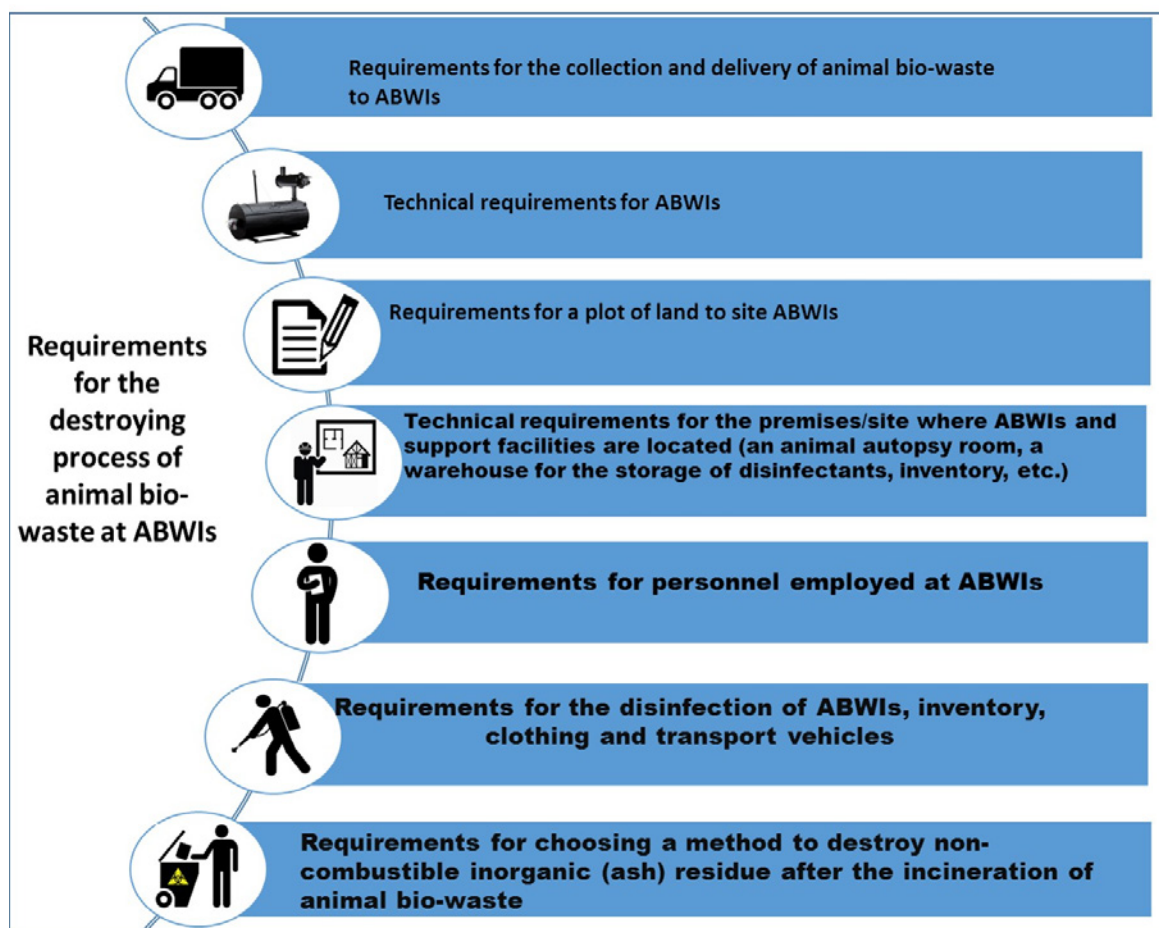 Requirements for the collection and delivery of animal bio-waste
to ABWIs
Technical requirements for ABWIs
Requirements for a plot of land to site ABWIs
Requirements
for the
destroying
process of
animal bio-
waste at ABWIs
Technical requirements for the premises/site where ABWIs and
support facilities are located (an animal autopsy room, a
warehouse for the storage of disinfectants, inventory, etc.)
Requirements for personnel employed at ABWIs
Requirements for the disinfection of ABWIs, inventory,
clothing and transport vehicles
Requirements for choosing a method to destroy non-
combustible inorganic (ash) residue after the incineration of
animal bio-waste